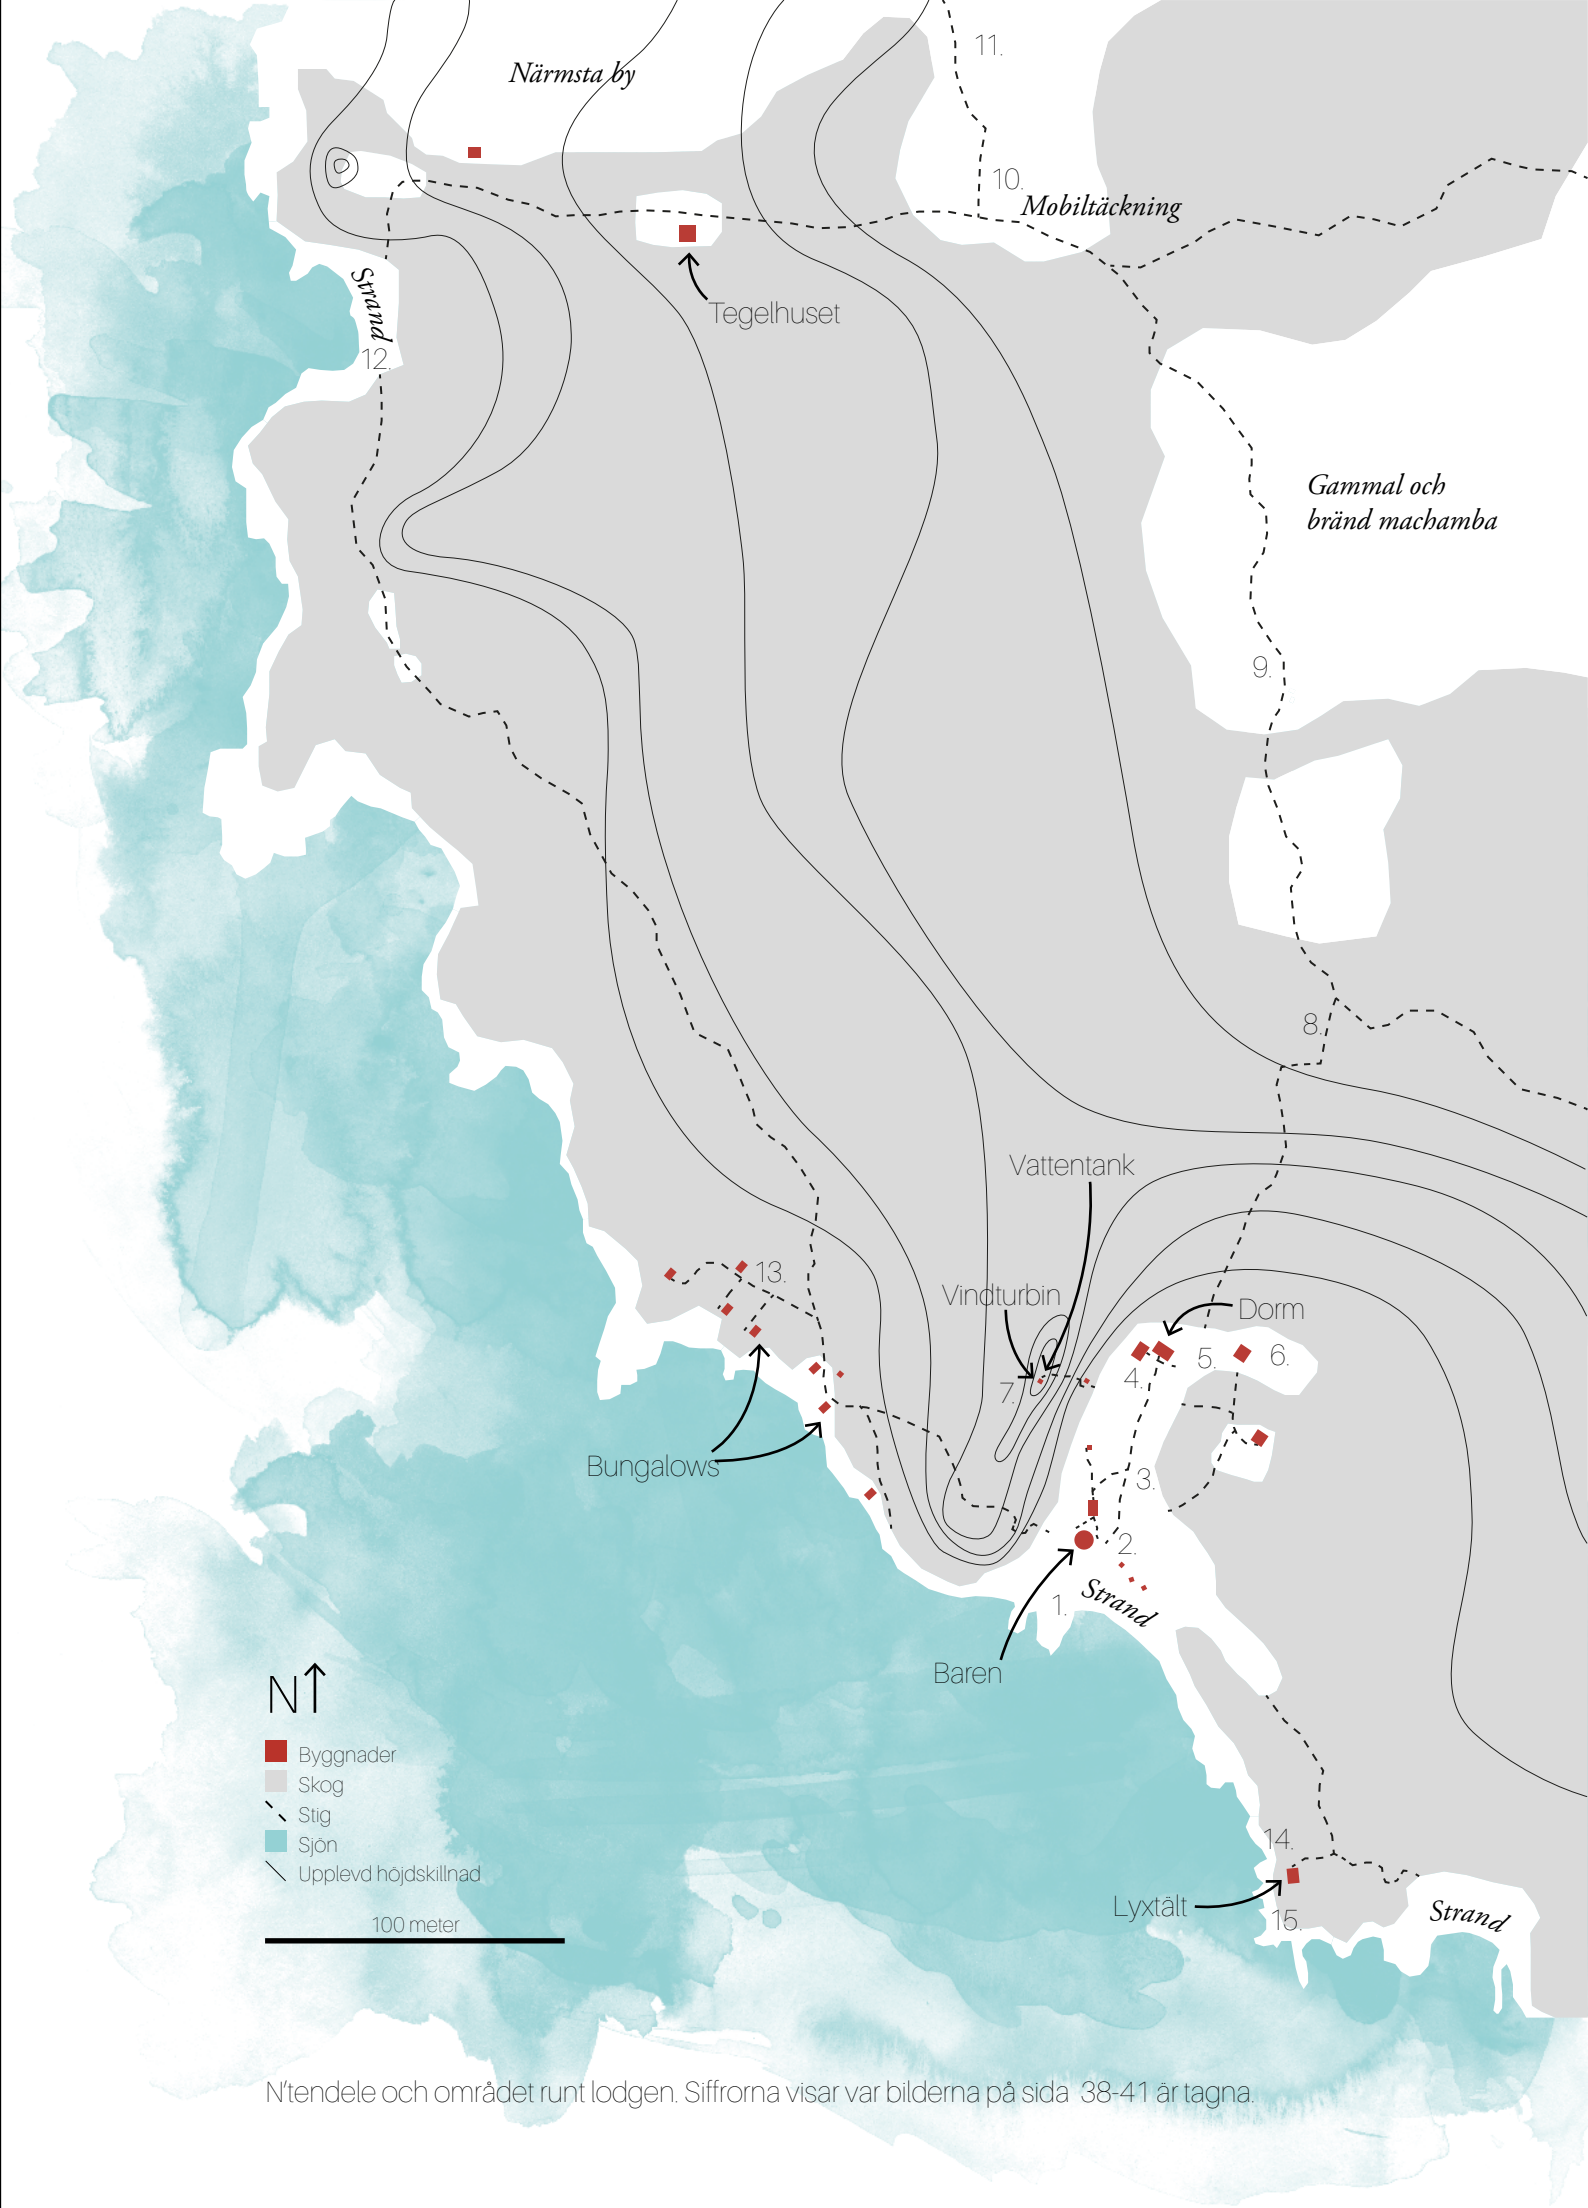 11.
Närmsta by
10.
Mobiltäckning
Strand
Tegelhuset
12.
Gammal och
bränd machamba
9.
8.
Vattentank
13.
Vindturbin
Dorm
5.
6.
4.
7.
Bungalows
3.
2.
1.
Strand
Baren
N
Byggnader
Skog
Stig
Sjön
Upplevd höjdskillnad
100 meter
14.
Lyxtält
15.
Strand
N'tendele och området runt lodgen. Siffrorna visar var bilderna på sida 38-41 är tagna.